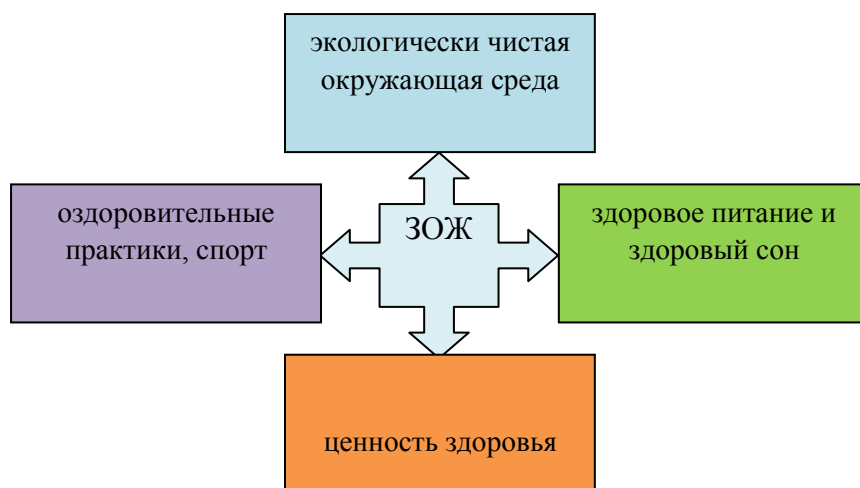 экологически чистая
окружающая среда
оздоровительные
практики, спорт
ЗОЖ
здоровое питание и
здоровый сон
ценность здоровья